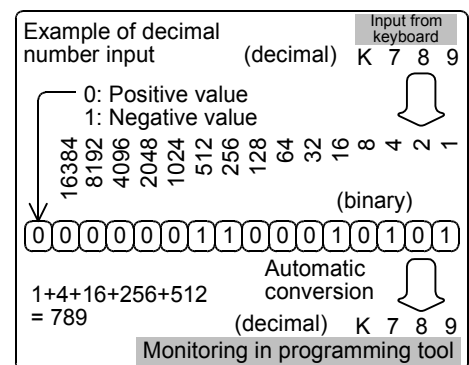 Example of decimal
number input
Input from
keyboard
(decimal) K 7 8 9
0: Positive value
1: Negative value
16384 8192 4096 2048 1024 512 256 128 64 32 16 8 4 2 1
(binary)
0 0 0 0 0 0 1 1 0 0 0 1 0 1 0 1
Automatic
conversion
1+4+16+256+512
= 789
(decimal) K 7 8 9
Monitoring in programming tool